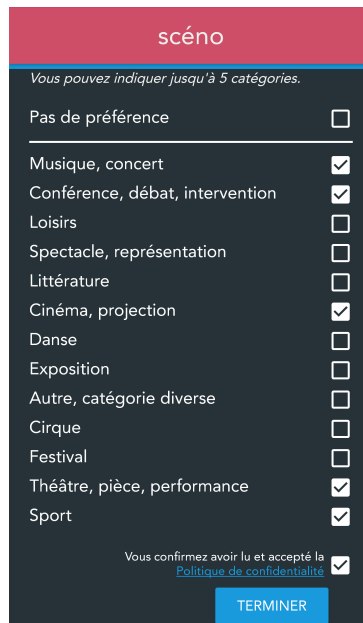 scéno
Vous pouvez indiquer jusqu'à 5 catégories.
Pas de préférence
Musique, concert
Conférence, débat, intervention
Loisirs
Spectacle, représentation
Littérature
Cinéma, projection
Danse
Exposition
Autre, catégorie diverse
Cirque
Festival
Théâtre, pièce, performance
Sport
Vous confirmez avoir lu et accepté la
Politique de confidentialité
TERMINER